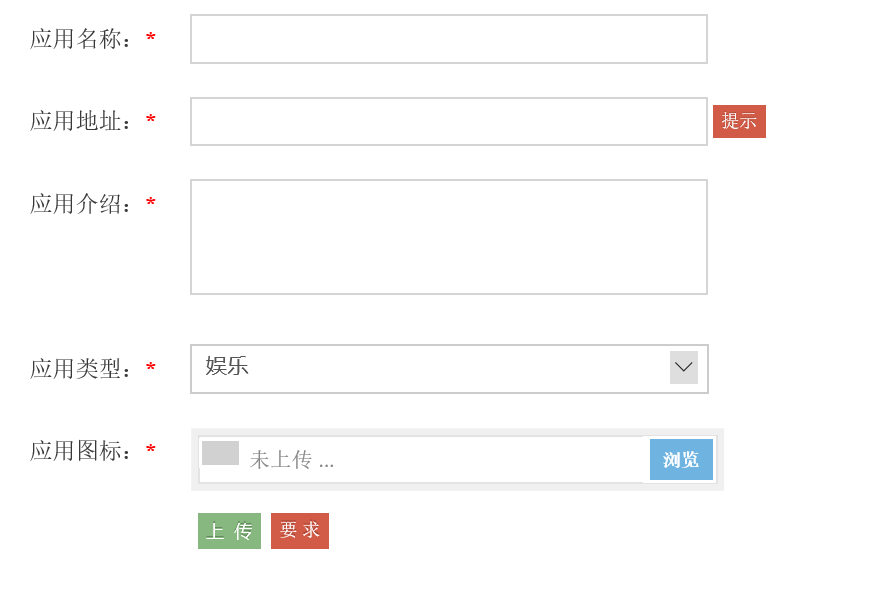 应用名称：*
应用地址：* 提示
应用介绍：*
应用类型：* 娱乐
应用图标：* 未上传 ... 浏览
上 传 要 求